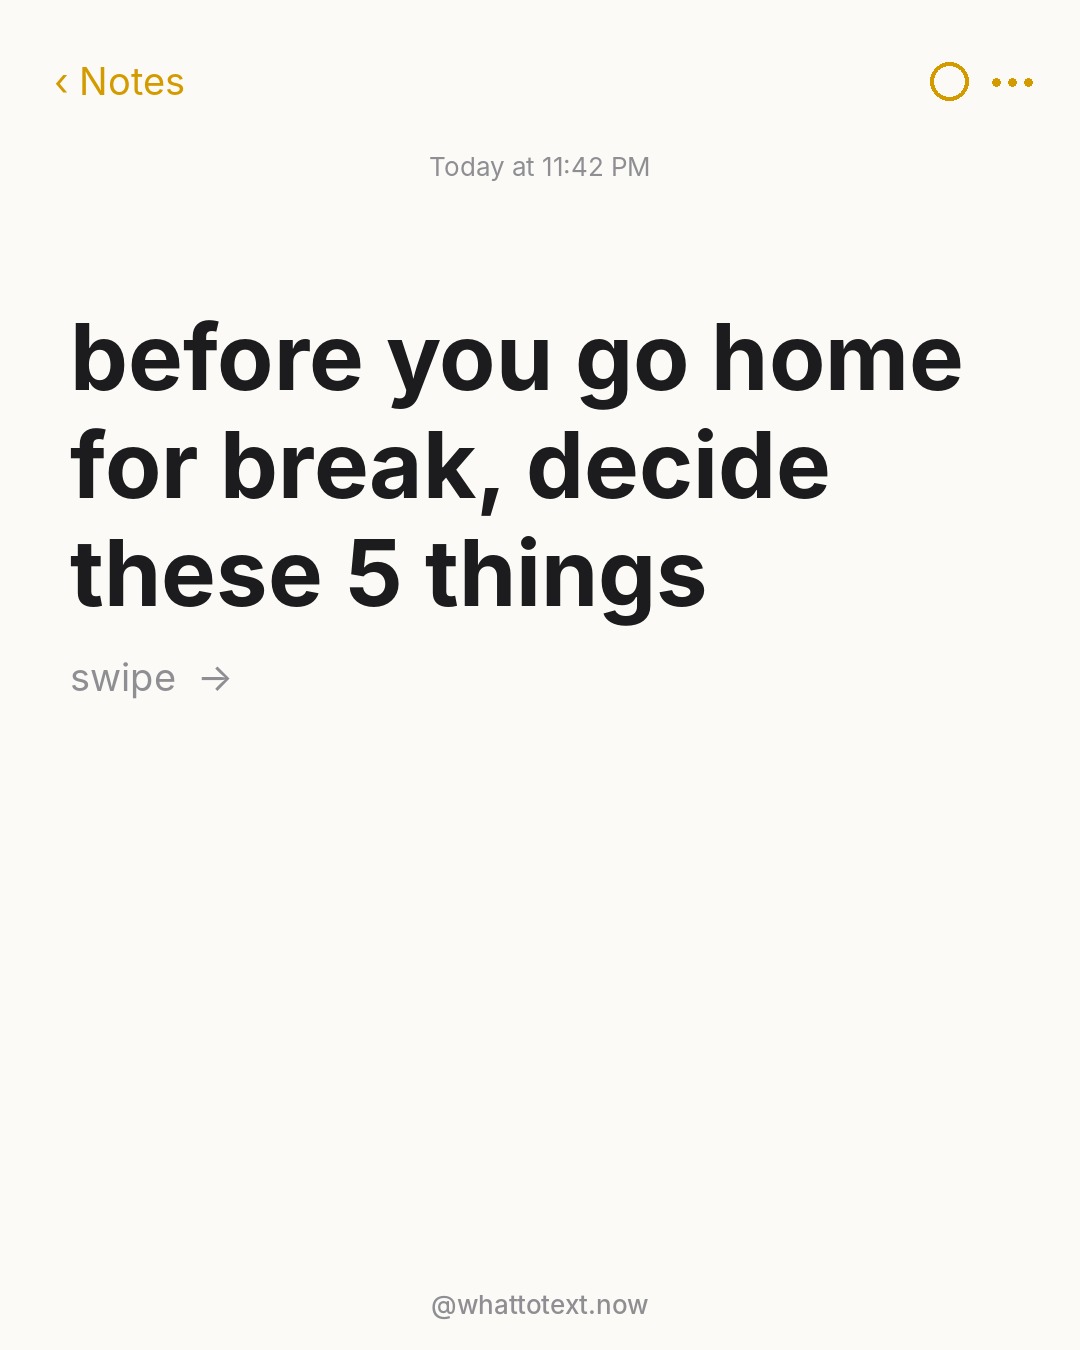 ‹ Notes
Today at 11:42 PM
before you go home
for break, decide
these 5 things
swipe →
@whattotext.now